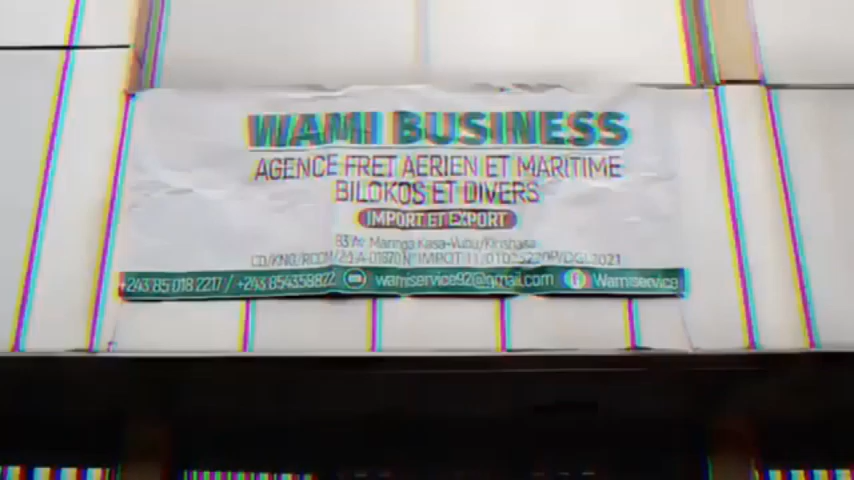 WAMI BUSINESS
AGENCE FRET AERIEN ET MARITIME
BILOKOS ET DIVERS
IMPORT ET EXPORT
83 Av Maringa Kasa-Vubu/Kinshasa
+243 85 018 2217 / +243 854358822 wamiservice92@gmail.com Wamiservice